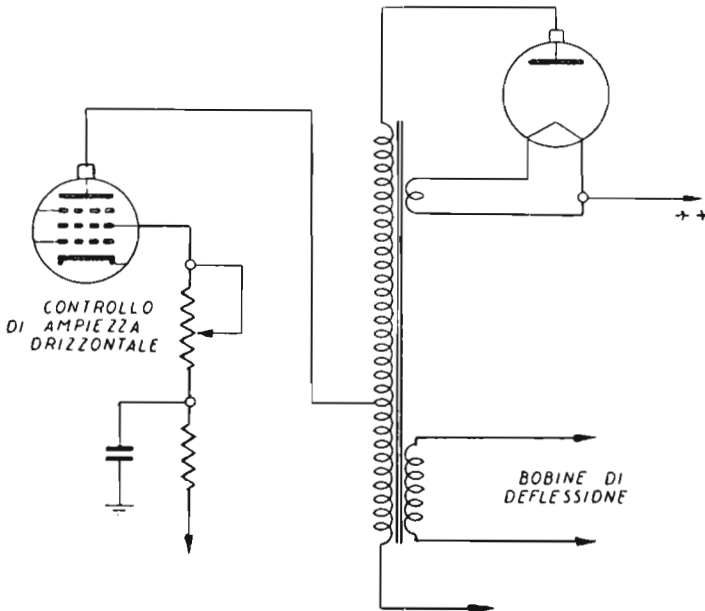 ++
CONTROLLO
DI AMPIEZZA
ORIZZONTALE
BOBINE DI
DEFLESSIONE